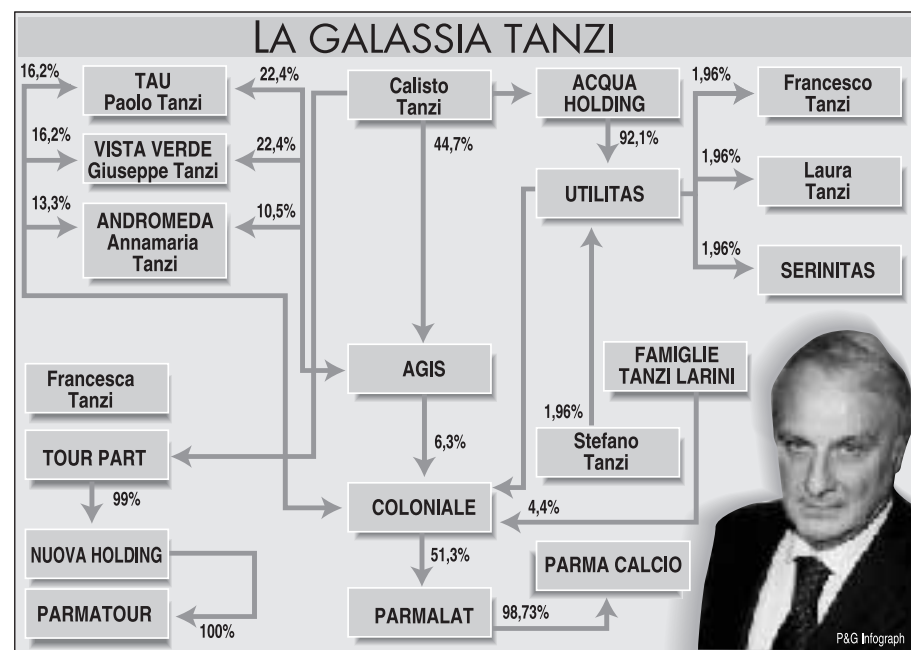 LA GALASSIA TANZI
16,2%
TAU
Paolo Tanzi
22,4%
Calisto
Tanzi
ACQUA
HOLDING
1,96%
Francesco
Tanzi
16,2%
VISTA VERDE
Giuseppe Tanzi
22,4%
44,7%
92,1%
UTILITAS
1,96%
Laura
Tanzi
13,3%
ANDROMEDA
Annamaria
Tanzi
10,5%
1,96%
SERINITAS
Francesca
Tanzi
AGIS
FAMIGLIE
TANZI LARINI
TOUR PART
6,3%
1,96%
Stefano
Tanzi
99%
COLONIALE
4,4%
NUOVA HOLDING
51,3%
PARMA CALCIO
PARMATOUR
100%
PARMALAT
98,73%
P&G Infograph